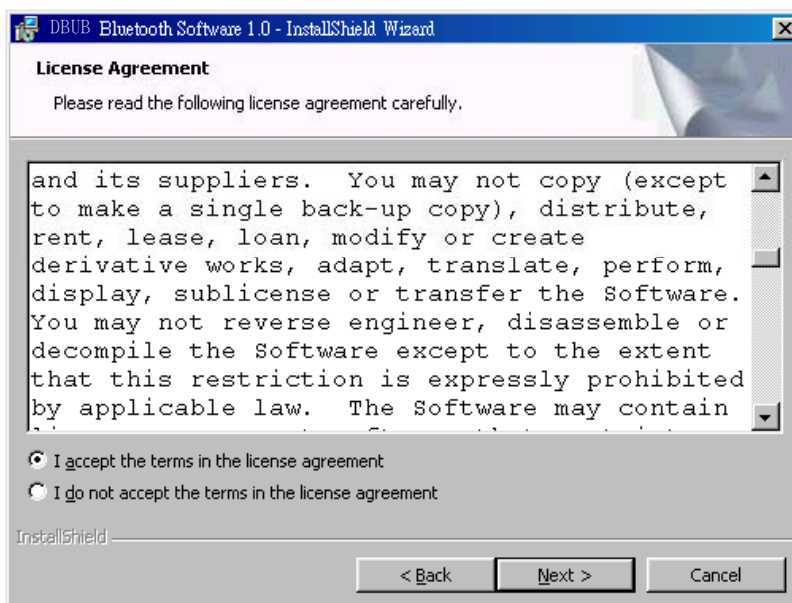 DBUB Bluetooth Software 1.0 - InstallShield Wizard
License Agreement
Please read the following license agreement carefully.
and its suppliers.  You may not copy (except
to make a single back-up copy), distribute,
rent, lease, loan, modify or create
derivative works, adapt, translate, perform,
display, sublicense or transfer the Software.
You may not reverse engineer, disassemble or
decompile the Software except to the extent
that this restriction is expressly prohibited
by applicable law.  The Software may contain
I accept the terms in the license agreement
I do not accept the terms in the license agreement
InstallShield
< Back
Next >
Cancel